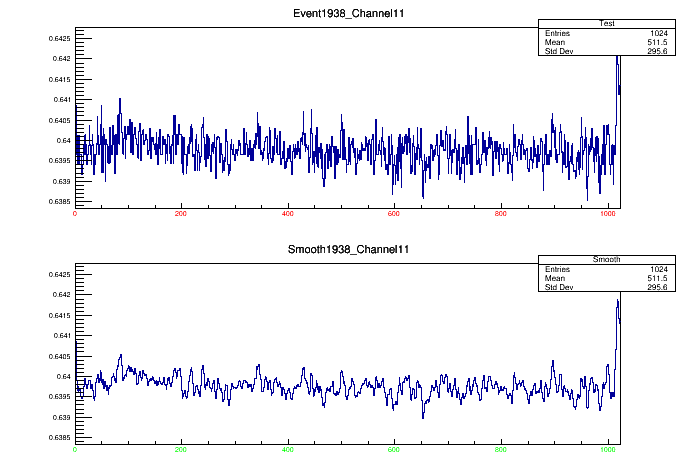 Event1938_Channel11
Test
Entries 1024
Mean 511.5
Std Dev 295.6
0.6425
0.642
0.6415
0.641
0.6405
0.64
0.6395
0.639
0.6385
0 200 400 600 800 1000
Smooth1938_Channel11
Smooth
Entries 1024
Mean 511.5
Std Dev 295.6
0.6425
0.642
0.6415
0.641
0.6405
0.64
0.6395
0.639
0.6385
0 200 400 600 800 1000